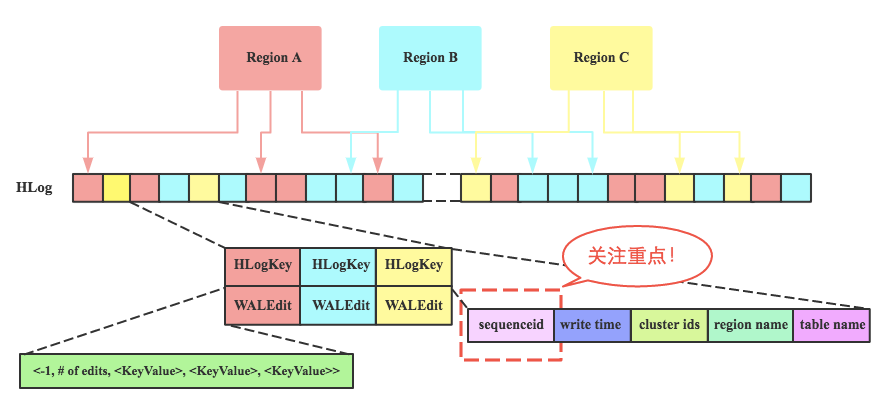 Region A
Region B
Region C
HLog
关注重点！
HLogKey HLogKey HLogKey
WALEdit WALEdit WALEdit
sequenceid write time cluster ids region name table name
<-1, # of edits, <KeyValue>, <KeyValue>, <KeyValue>>